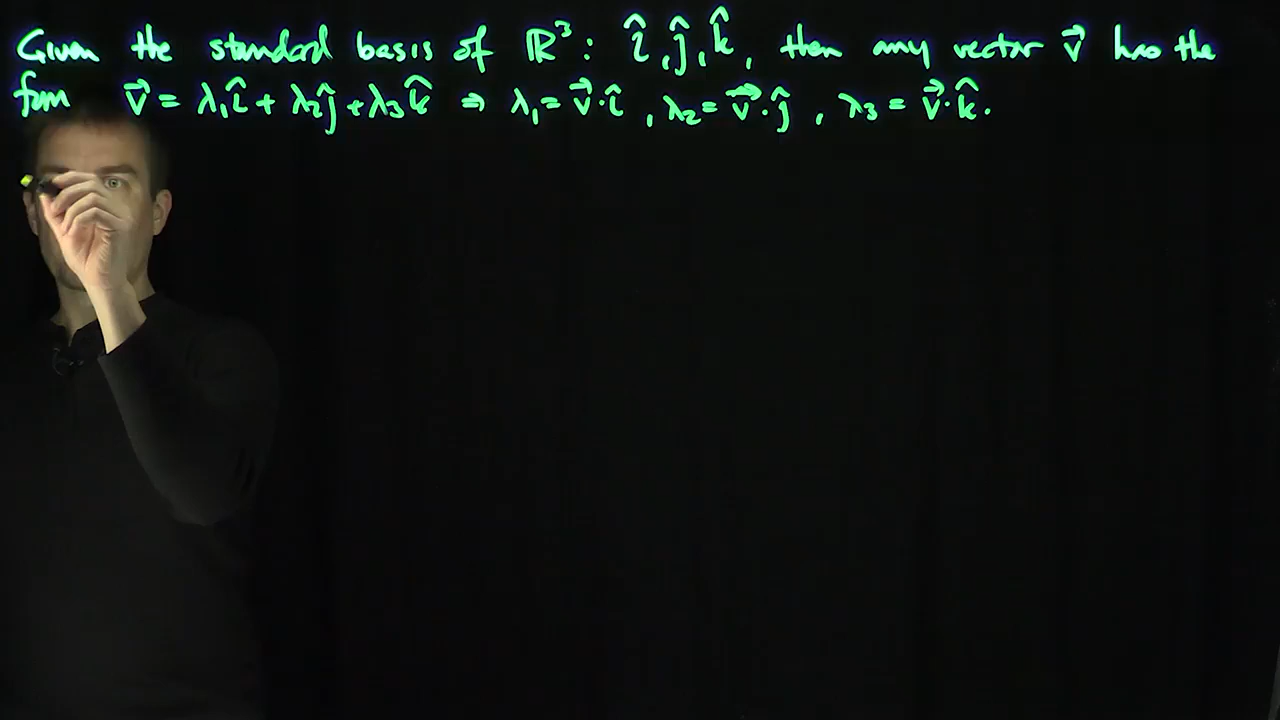 Given the standard basis of ℝ³: î, ĵ, k̂, then any vector v⃗ has the
form v⃗ = λ₁î + λ₂ĵ + λ₃k̂ ⇒ λ₁ = v⃗·î , λ₂ = v⃗·ĵ , λ₃ = v⃗·k̂.